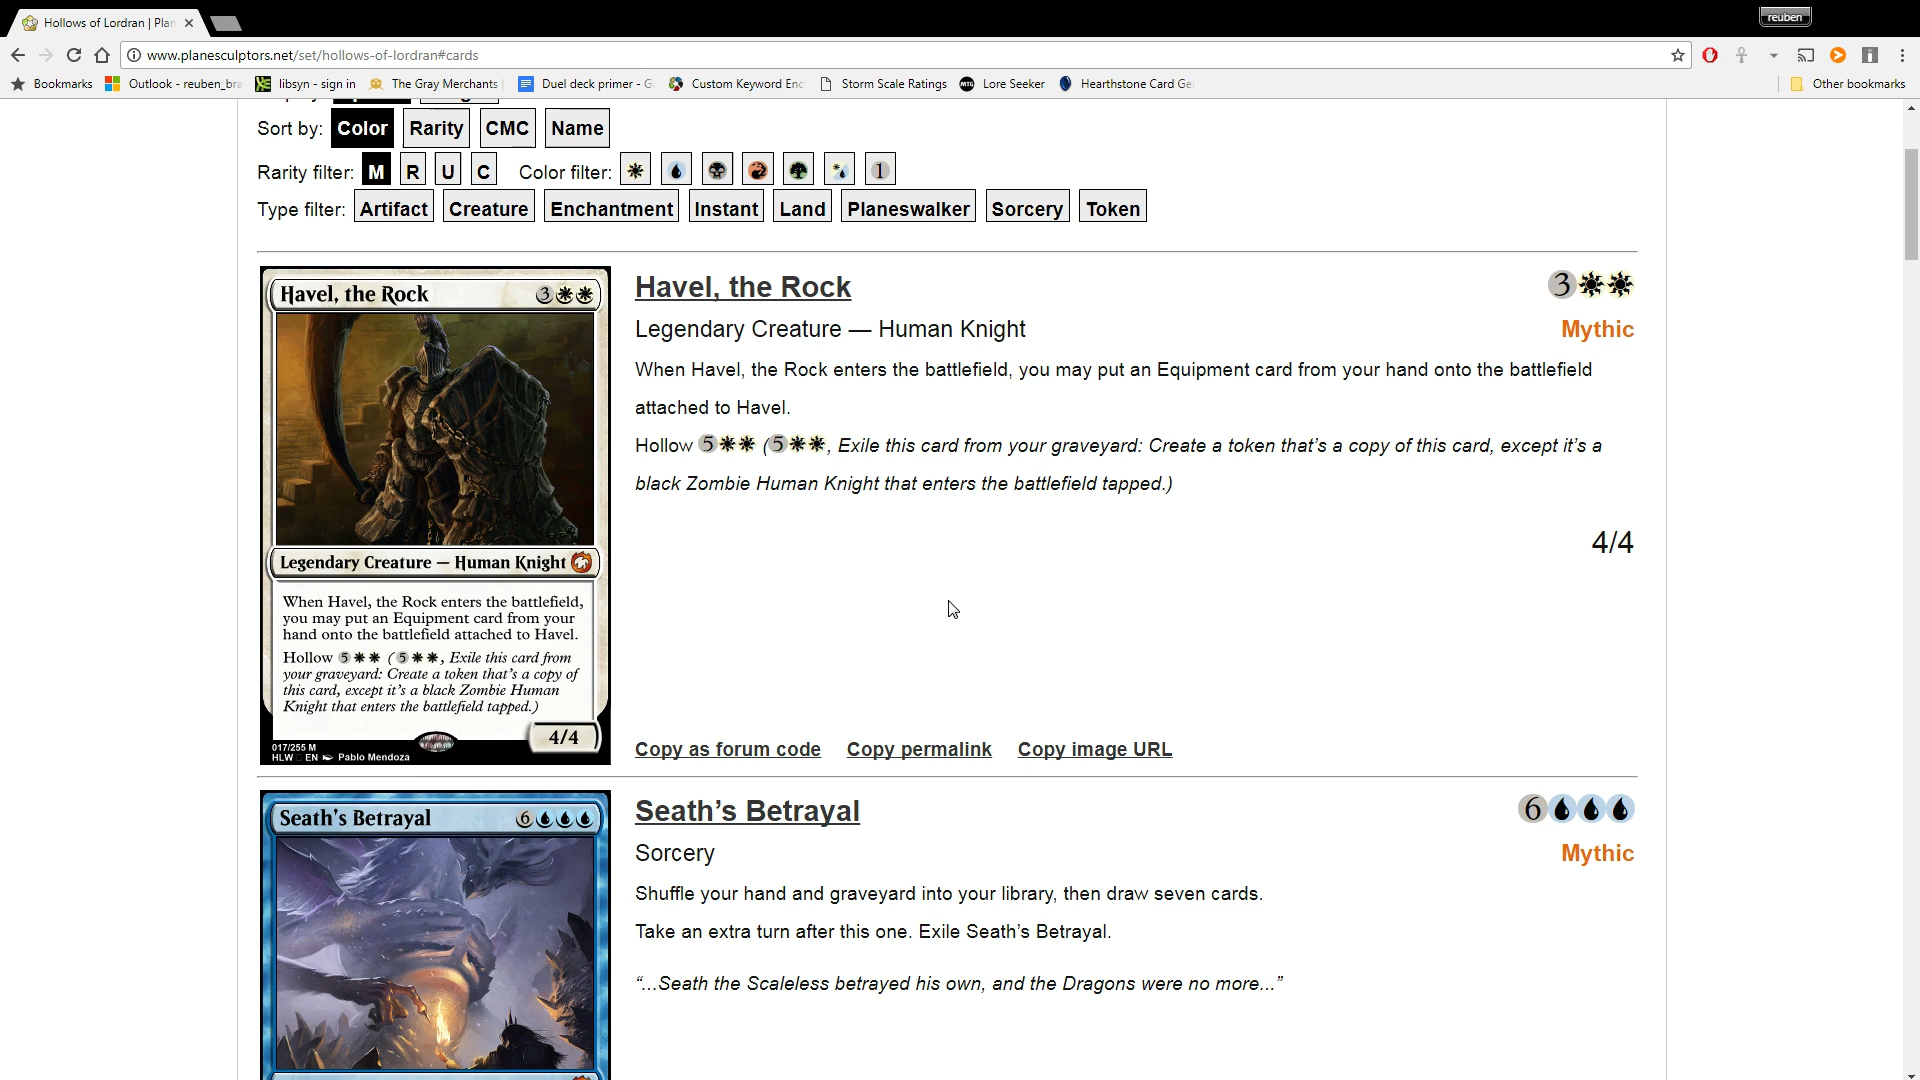 Hollows of Lordran | Plan
reuben
www.planesculptors.net/set/hollows-of-lordran#cards
Bookmarks Outlook - reuben_bra libsyn - sign in The Gray Merchants Duel deck primer - G Custom Keyword Enc Storm Scale Ratings Lore Seeker Hearthstone Card Ge Other bookmarks
Sort by: Color Rarity CMC Name
Rarity filter: M R U C Color filter: 1
Type filter: Artifact Creature Enchantment Instant Land Planeswalker Sorcery Token
Havel, the Rock 3
Legendary Creature — Human Knight
When Havel, the Rock enters the battlefield,
you may put an Equipment card from your
hand onto the battlefield attached to Havel.
Hollow 5 (5, Exile this card from
your graveyard: Create a token that's a copy of
this card, except it's a black Zombie Human
Knight that enters the battlefield tapped.)
4/4
017/255 M
HLW EN Pablo Mendoza
Havel, the Rock 3
Legendary Creature — Human Knight Mythic
When Havel, the Rock enters the battlefield, you may put an Equipment card from your hand onto the battlefield
attached to Havel.
Hollow 5 (5, Exile this card from your graveyard: Create a token that's a copy of this card, except it's a
black Zombie Human Knight that enters the battlefield tapped.)
4/4
Copy as forum code Copy permalink Copy image URL
Seath's Betrayal 6
Seath’s Betrayal 6
Sorcery Mythic
Shuffle your hand and graveyard into your library, then draw seven cards.
Take an extra turn after this one. Exile Seath’s Betrayal.
“...Seath the Scaleless betrayed his own, and the Dragons were no more...”